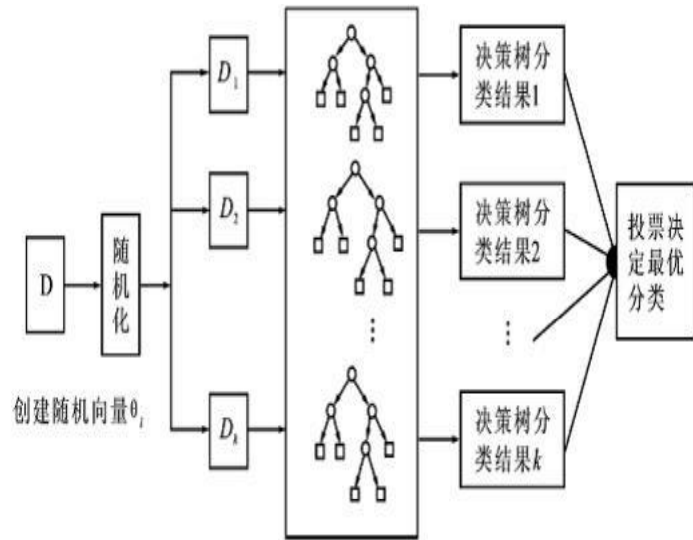 D
随
机
化
创建随机向量θi
D1
D2
⋮
Dk
决策树分
类结果1
决策树分
类结果2
⋮
决策树分
类结果k
投票决
定最优
分类